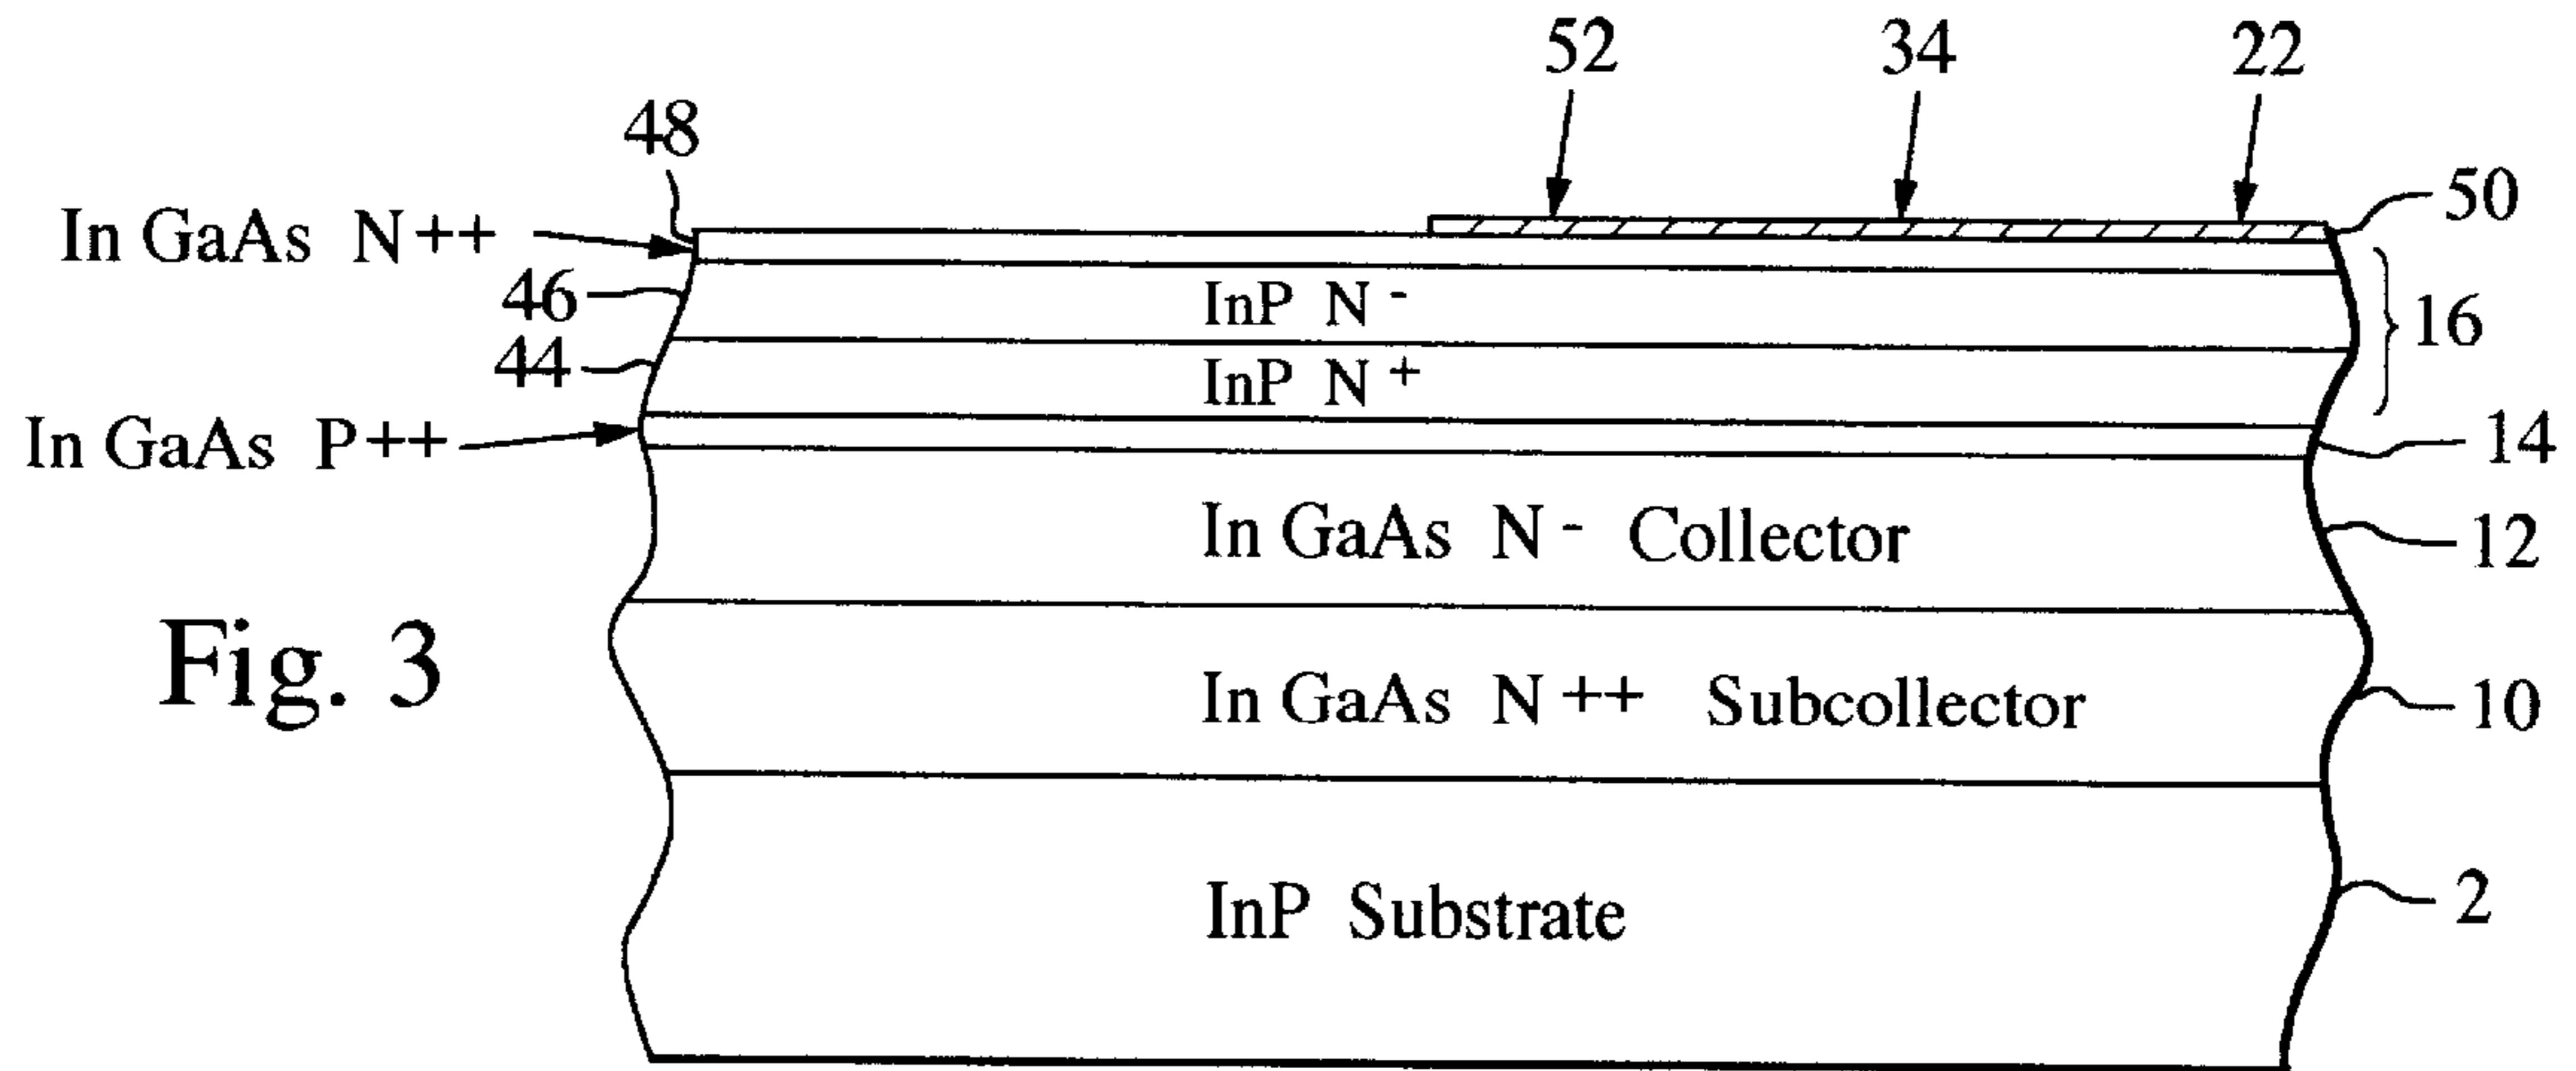 52 34 22
48
50
In GaAs N++
46
InP N-
16
44
InP N+
In GaAs P++
14
In GaAs N- Collector
12
Fig. 3
In GaAs N++ Subcollector
10
InP Substrate
2